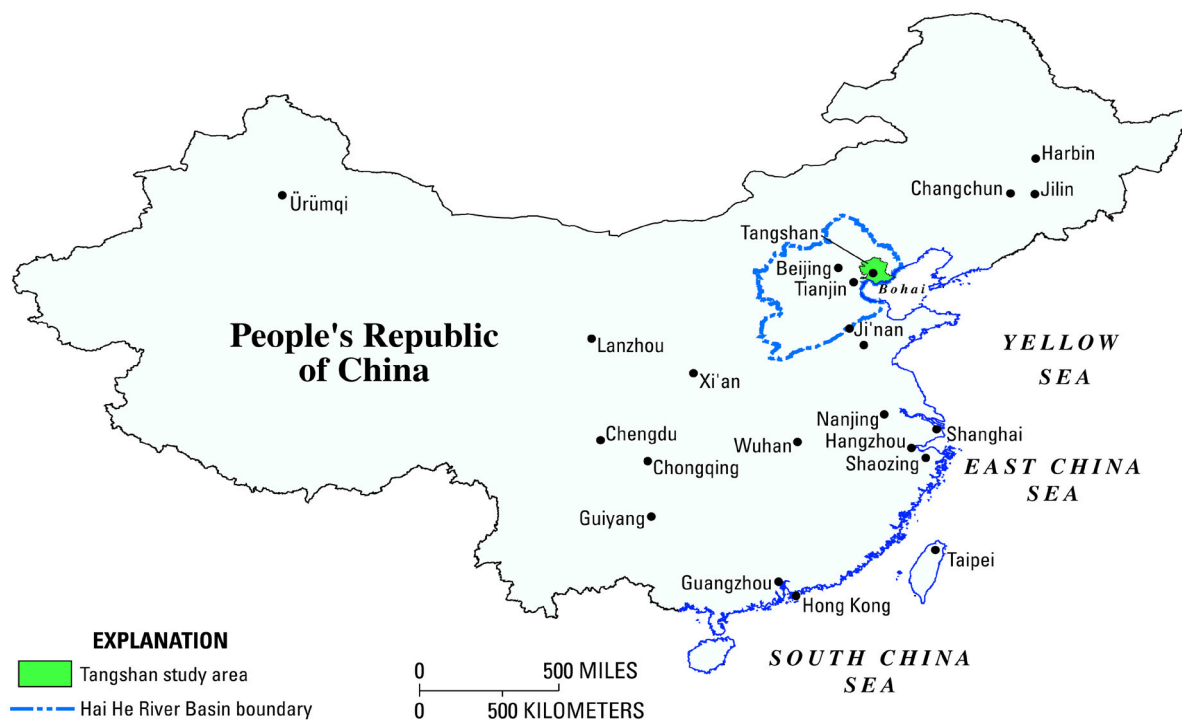 Harbin
Changchun
Jilin
Ürümqi
Tangshan
Beijing
Tianjin
Bohai
Ji'nan
People's Republic
of China
Lanzhou
YELLOW
SEA
Xi'an
Nanjing
Chengdu
Wuhan
Hangzhou
Shanghai
Chongqing
Shaozing
EAST CHINA
SEA
Guiyang
Taipei
Guangzhou
Hong Kong
SOUTH CHINA
SEA
EXPLANATION
Tangshan study area
Hai He River Basin boundary
0 500 MILES
0 500 KILOMETERS